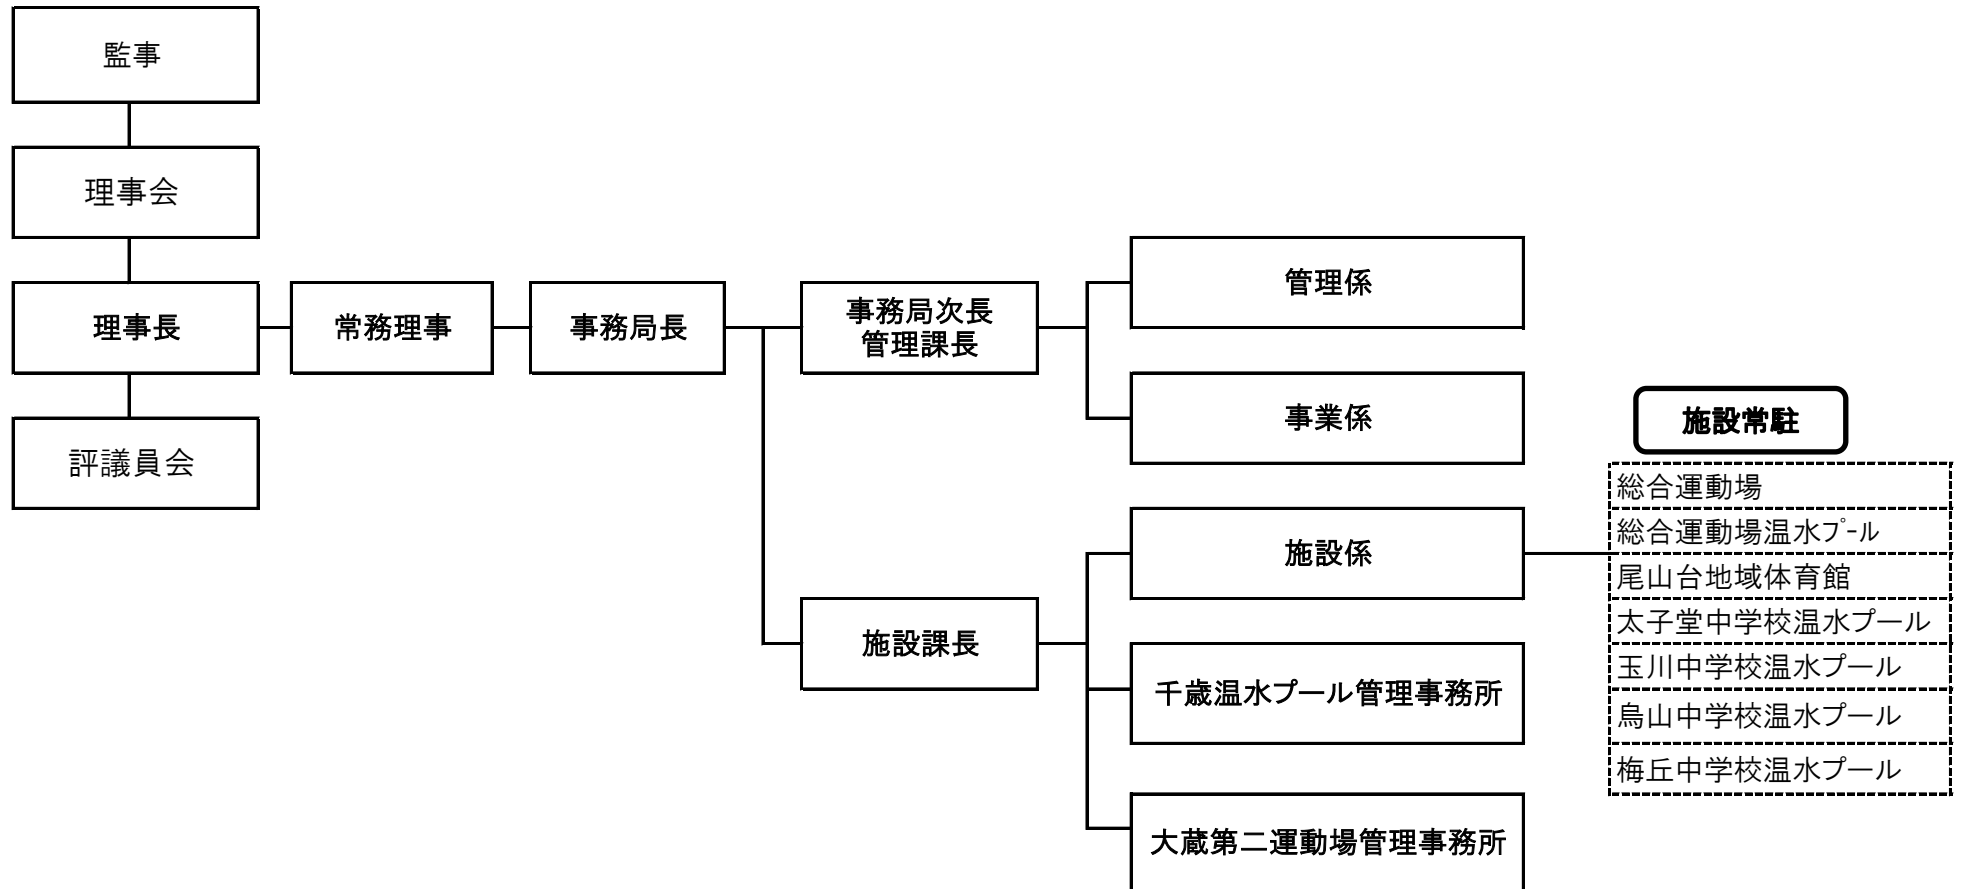 監事
理事会
理事長
常務理事
事務局長
事務局次長
管理課長
管理係
事業係
評議員会
施設常駐
総合運動場
総合運動場温水ﾌﾟｰﾙ
尾山台地域体育館
太子堂中学校温水プール
玉川中学校温水プール
烏山中学校温水プール
梅丘中学校温水プール
施設係
施設課長
千歳温水プール管理事務所
大蔵第二運動場管理事務所